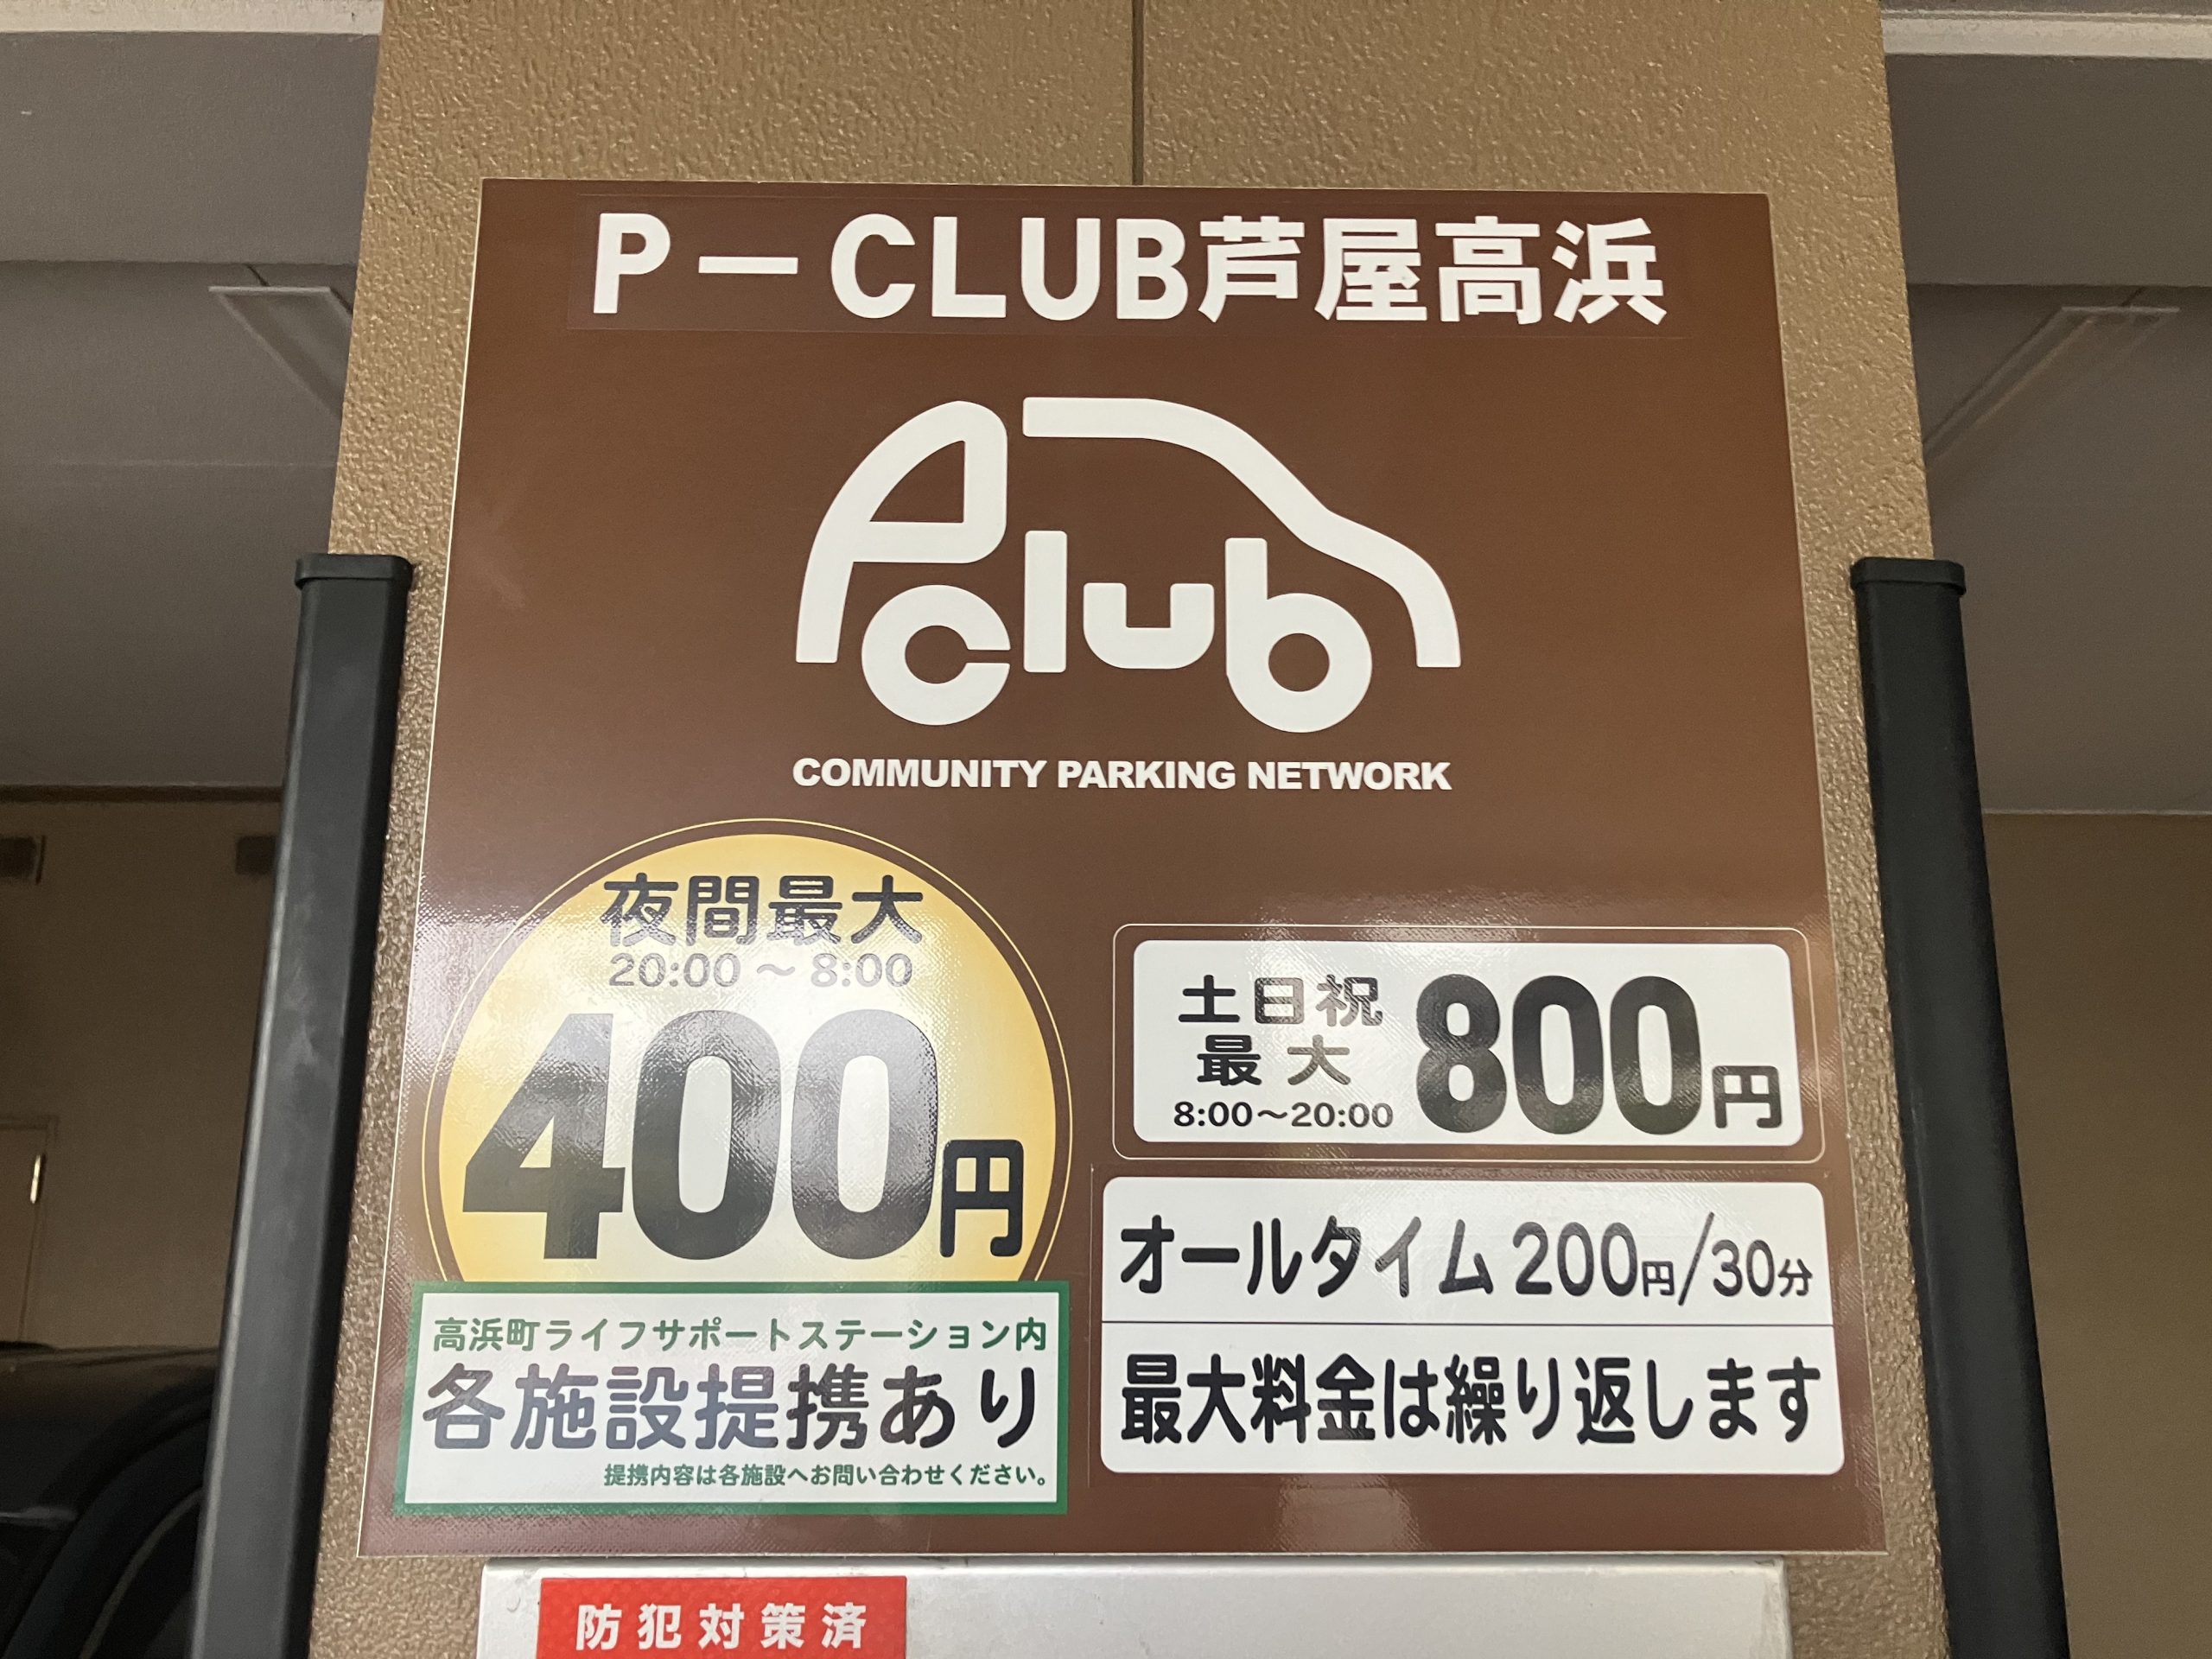 P－CLUB芦屋高浜
Pclub
COMMUNITY PARKING NETWORK
夜間最大
20:00 ～ 8:00
400円
土日祝
最大
8:00～20:00
800円
オールタイム 200円/30分
最大料金は繰り返します
高浜町ライフサポートステーション内
各施設提携あり
提携内容は各施設へお問い合わせください。
防犯対策済